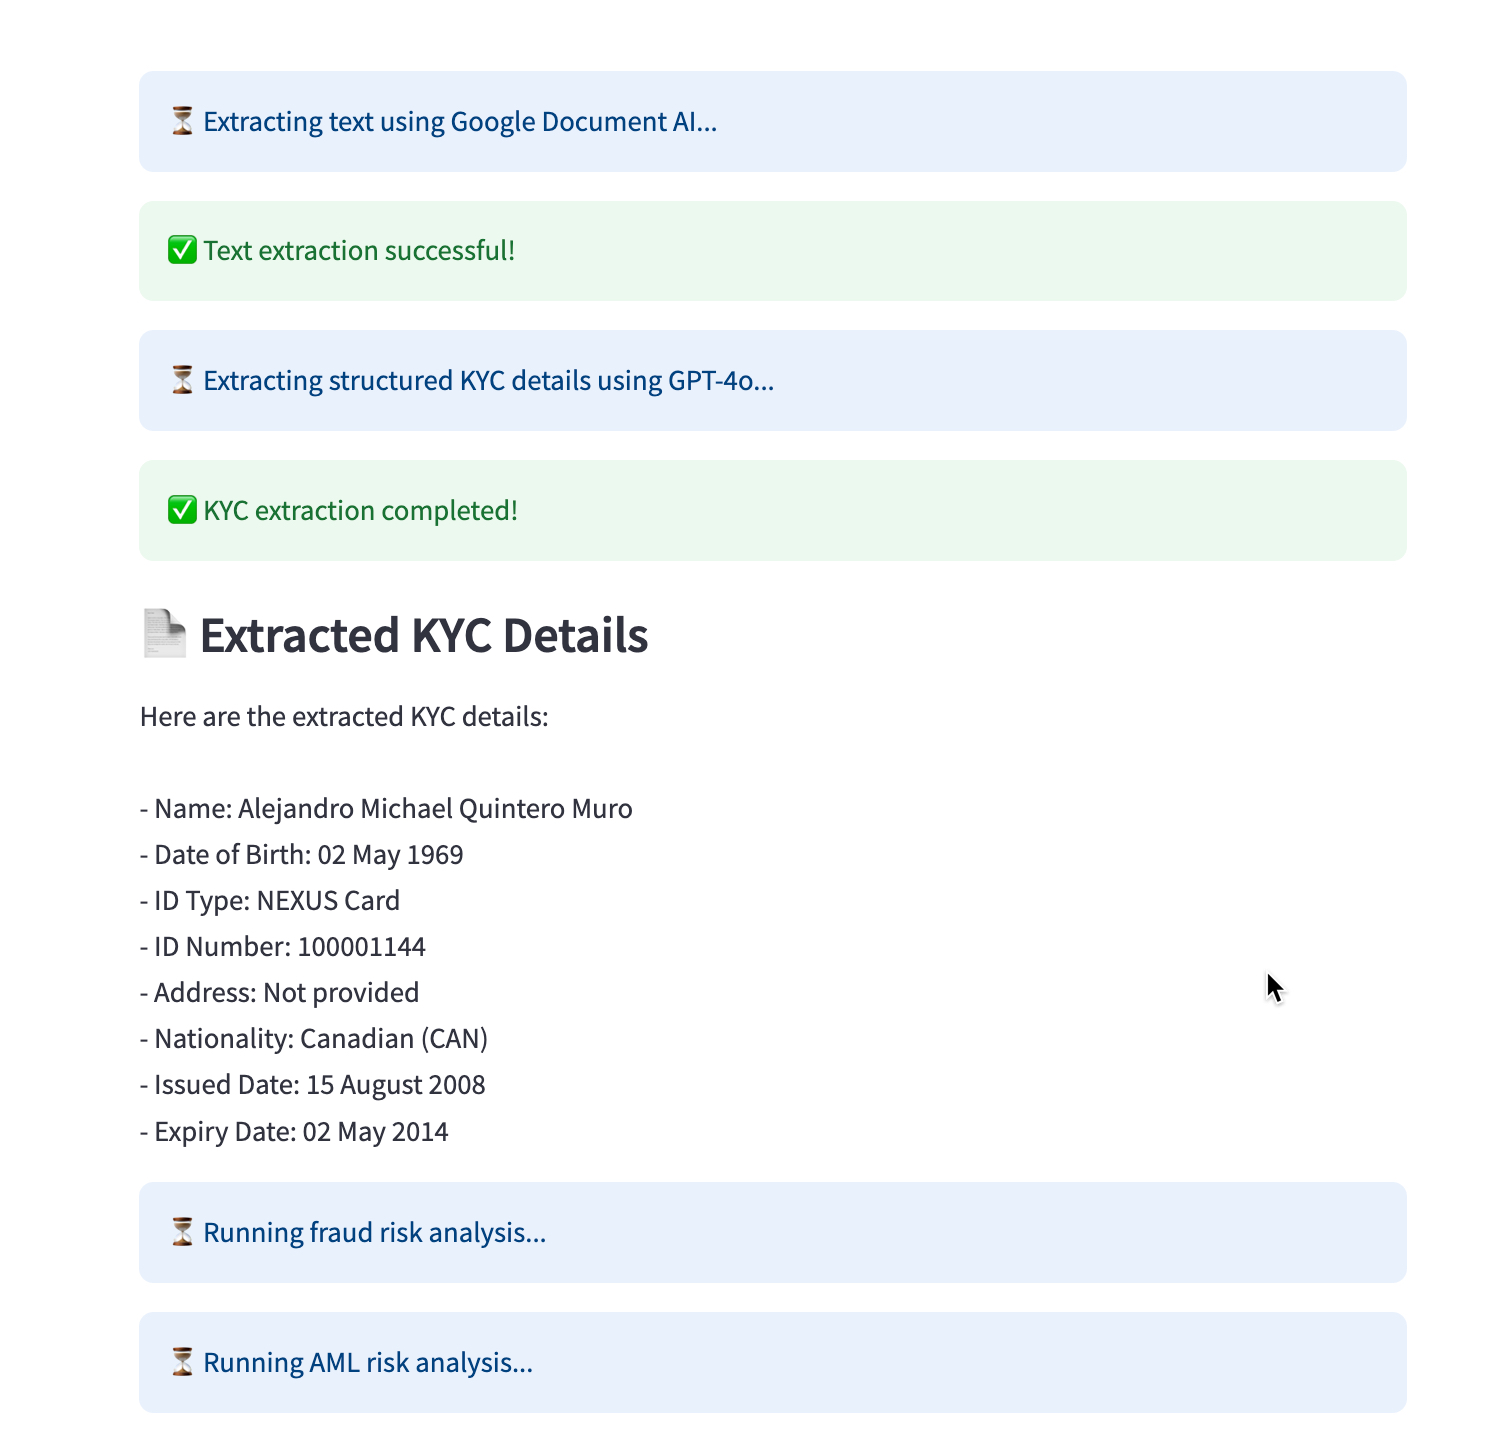 ⏳ Extracting text using Google Document AI...
✅ Text extraction successful!
⏳ Extracting structured KYC details using GPT-4o...
✅ KYC extraction completed!
📄 Extracted KYC Details
Here are the extracted KYC details:
- Name: Alejandro Michael Quintero Muro
- Date of Birth: 02 May 1969
- ID Type: NEXUS Card
- ID Number: 100001144
- Address: Not provided
- Nationality: Canadian (CAN)
- Issued Date: 15 August 2008
- Expiry Date: 02 May 2014
⏳ Running fraud risk analysis...
⏳ Running AML risk analysis...